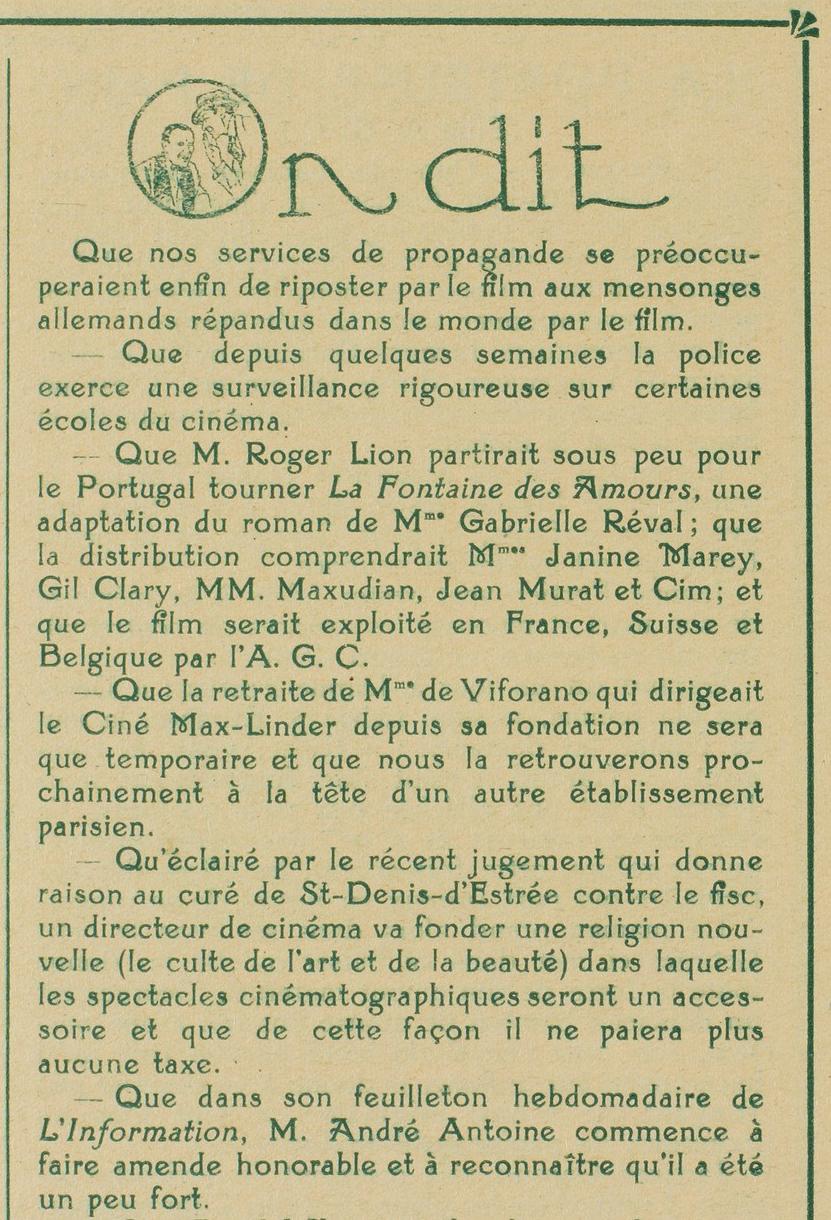 On dit
Que nos services de propagande se préoccu-
peraient enfin de riposter par le film aux mensonges
allemands répandus dans le monde par le film.
— Que depuis quelques semaines la police
exerce une surveillance rigoureuse sur certaines
écoles du cinéma.
— Que M. Roger Lion partirait sous peu pour
le Portugal tourner La Fontaine des Amours, une
adaptation du roman de Mme Gabrielle Réval ; que
la distribution comprendrait Mmes Janine Marey,
Gil Clary, MM. Maxudian, Jean Murat et Cim ; et
que le film serait exploité en France, Suisse et
Belgique par l'A. G. C.
— Que la retraite de Mme de Viforano qui dirigeait
le Ciné Max-Linder depuis sa fondation ne sera
que temporaire et que nous la retrouverons pro-
chainement à la tête d'un autre établissement
parisien.
— Qu'éclairé par le récent jugement qui donne
raison au curé de St-Denis-d'Estrée contre le fisc,
un directeur de cinéma va fonder une religion nou-
velle (le culte de l'art et de la beauté) dans laquelle
les spectacles cinématographiques seront un acces-
soire et que de cette façon il ne paiera plus
aucune taxe.
— Que dans son feuilleton hebdomadaire de
L'Information, M. André Antoine commence à
faire amende honorable et à reconnaître qu'il a été
un peu fort.